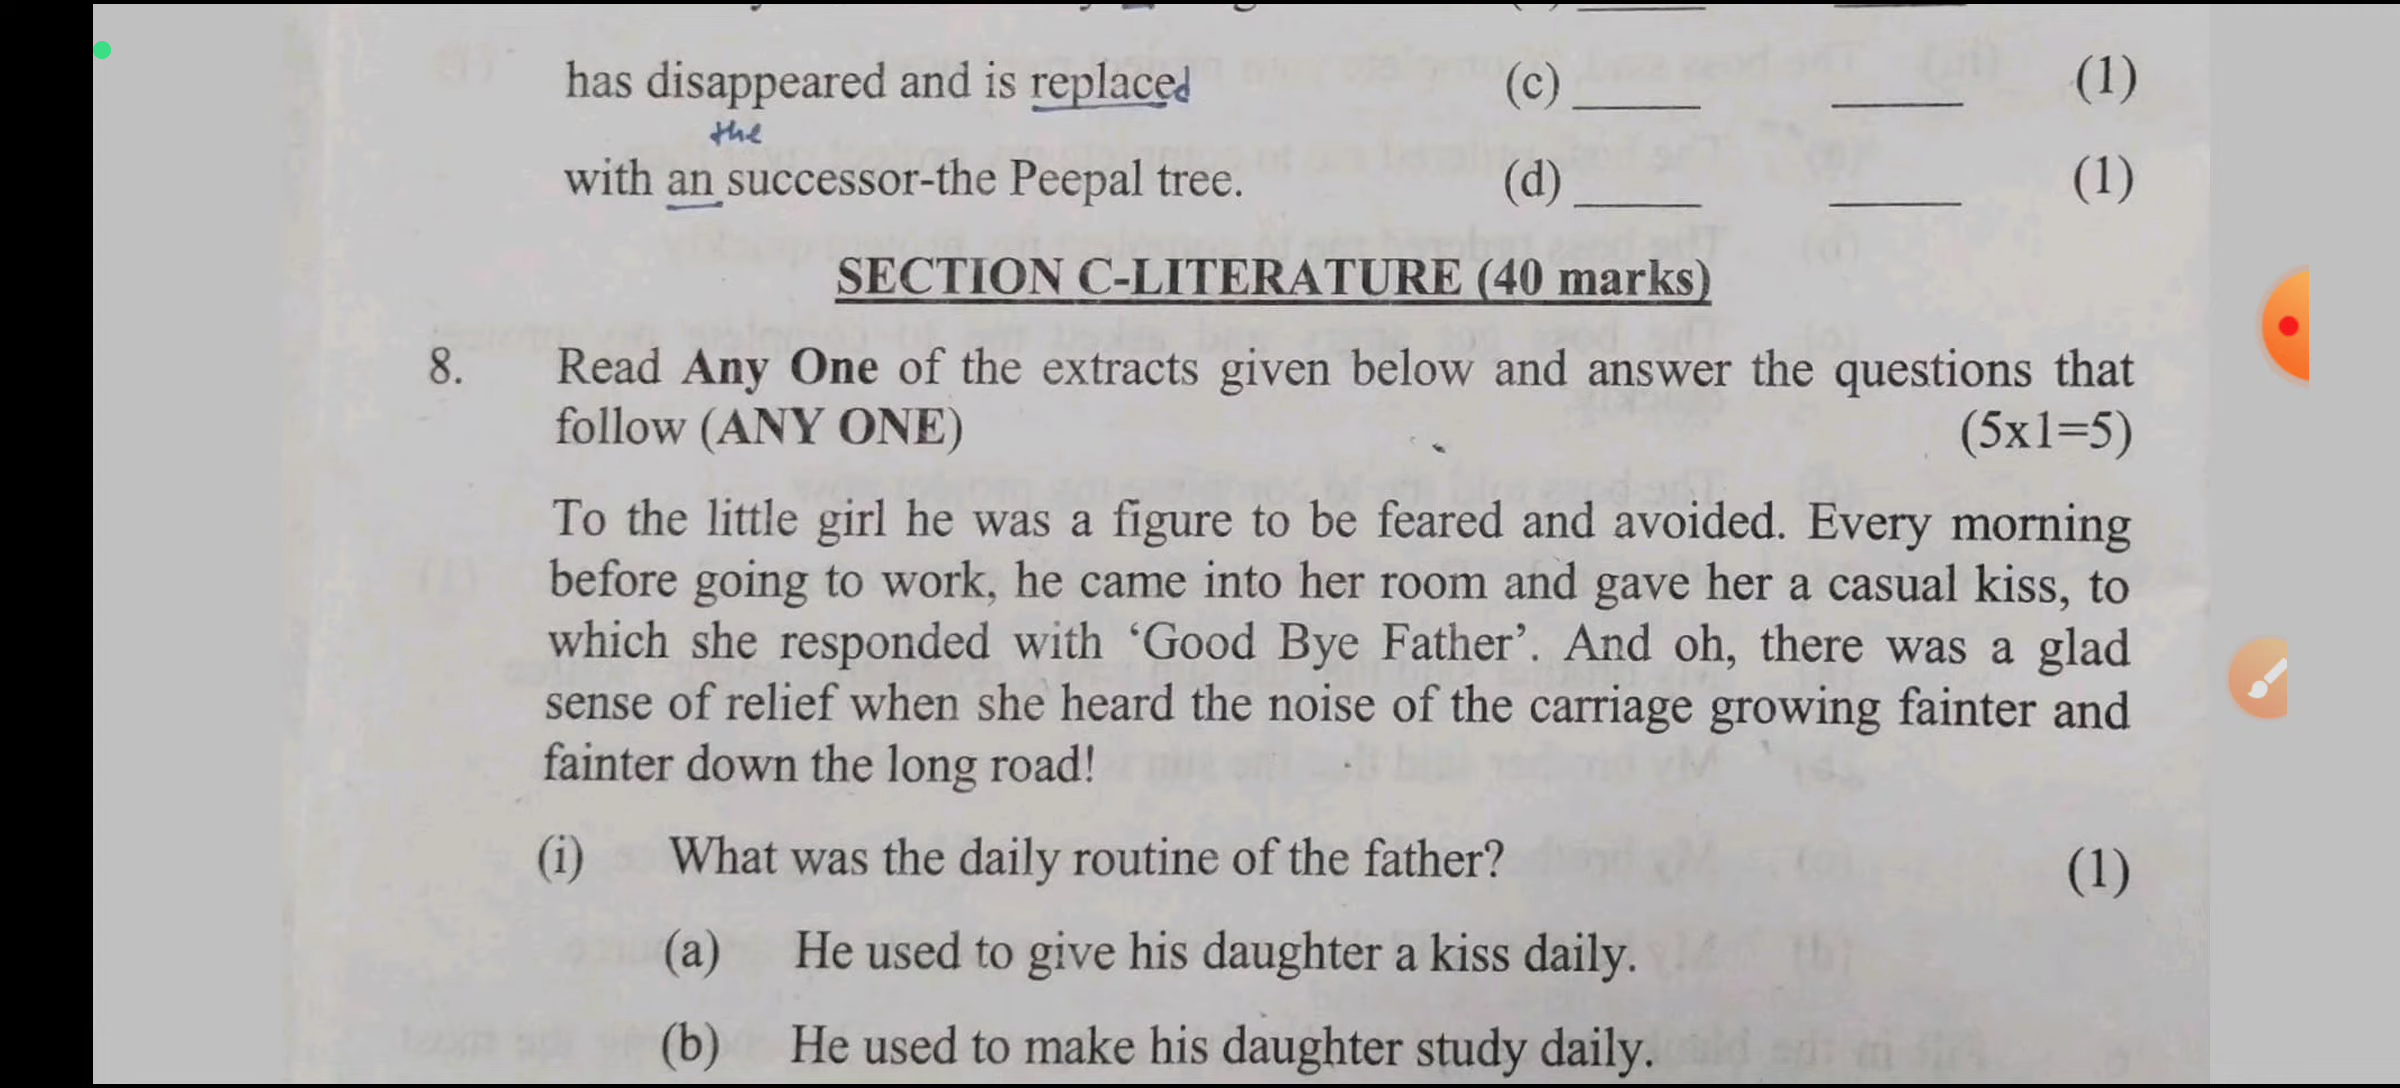 has disappeared and is replaced (c) _____ _____ (1)
the
with an successor-the Peepal tree. (d) _____ _____ (1)
SECTION C-LITERATURE (40 marks)
8. Read Any One of the extracts given below and answer the questions that
follow (ANY ONE) (5x1=5)
To the little girl he was a figure to be feared and avoided. Every morning
before going to work, he came into her room and gave her a casual kiss, to
which she responded with ‘Good Bye Father’. And oh, there was a glad
sense of relief when she heard the noise of the carriage growing fainter and
fainter down the long road!
(i) What was the daily routine of the father? (1)
(a) He used to give his daughter a kiss daily.
(b) He used to make his daughter study daily.